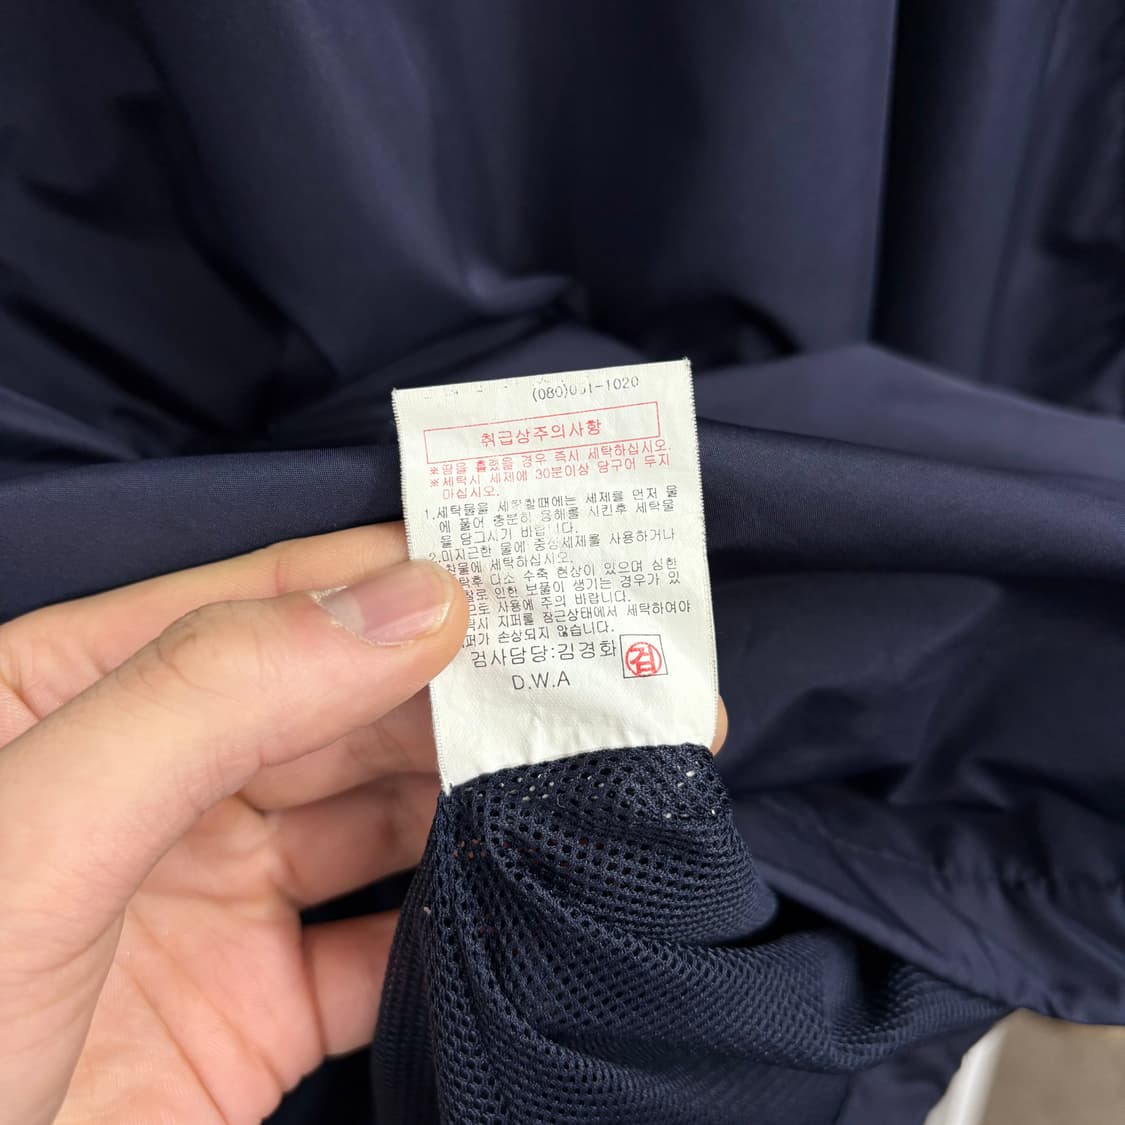 (080)051-1020
취급상주의사항
※땀을 흘렸을 경우 즉시 세탁하십시오.
※세탁시 세제에 30분이상 담구어 두지
마십시오.
1.세탁물을 세탁할때에는 세제를 먼저 물
에 풀어 충분히 용해를 시킨후 세탁물
을 담그시기 바랍니다.
2.미지근한 물에 중성세제를 사용하거나
찬물에 세탁하십시오.
다소 수축 현상이 있으며 심한
인한 보풀이 생기는 경우가 있
사용에 주의 바랍니다.
지퍼를 잠근상태에서 세탁하여야
손상되지 않습니다.
검사담당:김경화 검
D.W.A